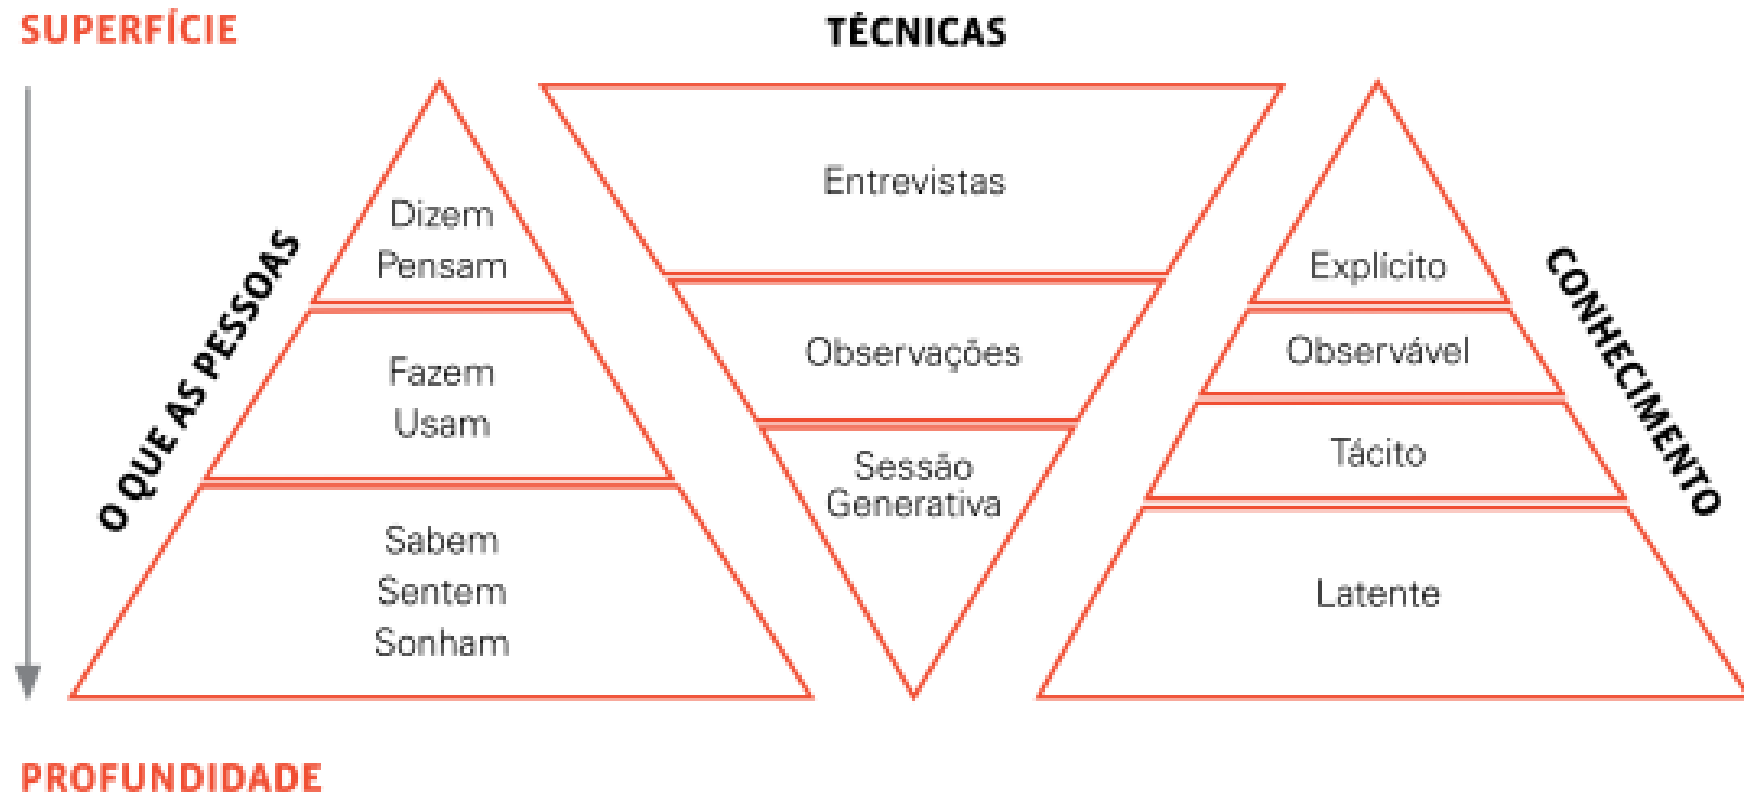 SUPERFÍCIE
TÉCNICAS
O QUE AS PESSOAS
Dizem
Pensam
Fazem
Usam
Sabem
Sentem
Sonham
Entrevistas
Observações
Sessão
Generativa
Explícito
Observável
Tácito
Latente
CONHECIMENTO
PROFUNDIDADE